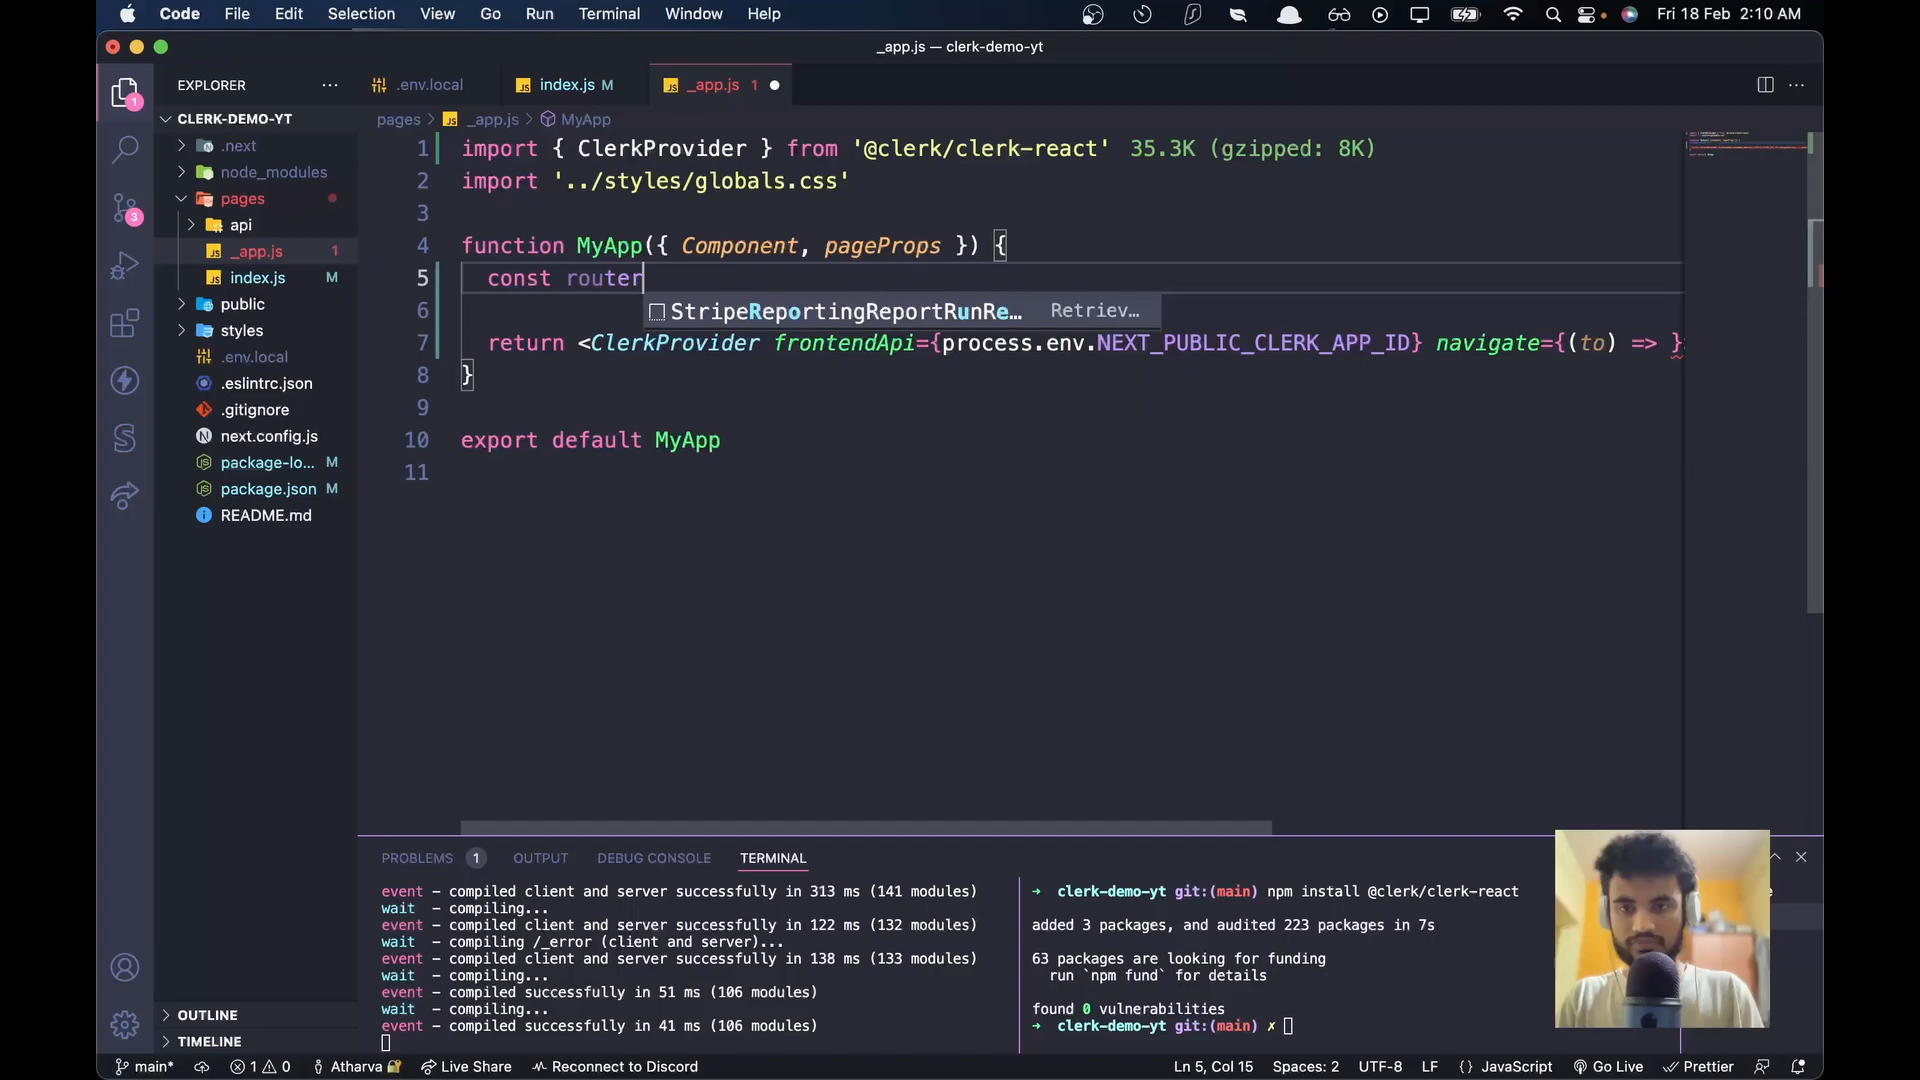 Code File Edit Selection View Go Run Terminal Window Help Fri 18 Feb 2:10 AM
_app.js — clerk-demo-yt
EXPLORER
.env.local
index.js M
_app.js 1
CLERK-DEMO-YT
pages > _app.js > MyApp
.next
node_modules
pages
api
_app.js 1
index.js M
public
styles
.env.local
.eslintrc.json
.gitignore
next.config.js
package-lo... M
package.json M
README.md
1
3
1 import { ClerkProvider } from '@clerk/clerk-react' 35.3K (gzipped: 8K)
2 import '../styles/globals.css'
3
4 function MyApp({ Component, pageProps }) {
5 const router
StripeReportingReportRunRe... Retriev...
6
7 return <ClerkProvider frontendApi={process.env.NEXT_PUBLIC_CLERK_APP_ID} navigate={(to) => }
8 }
9
10 export default MyApp
11
PROBLEMS 1 OUTPUT DEBUG CONSOLE TERMINAL
event - compiled client and server successfully in 313 ms (141 modules)
wait - compiling...
event - compiled client and server successfully in 122 ms (132 modules)
wait - compiling /_error (client and server)...
event - compiled client and server successfully in 138 ms (133 modules)
wait - compiling...
event - compiled successfully in 51 ms (106 modules)
wait - compiling...
event - compiled successfully in 41 ms (106 modules)
→ clerk-demo-yt git:(main) npm install @clerk/clerk-react
added 3 packages, and audited 223 packages in 7s
63 packages are looking for funding
run `npm fund` for details
found 0 vulnerabilities
→ clerk-demo-yt git:(main) ✗
OUTLINE
TIMELINE
main* 1 0 Atharva Live Share Reconnect to Discord Ln 5, Col 15 Spaces: 2 UTF-8 LF {} JavaScript Go Live Prettier